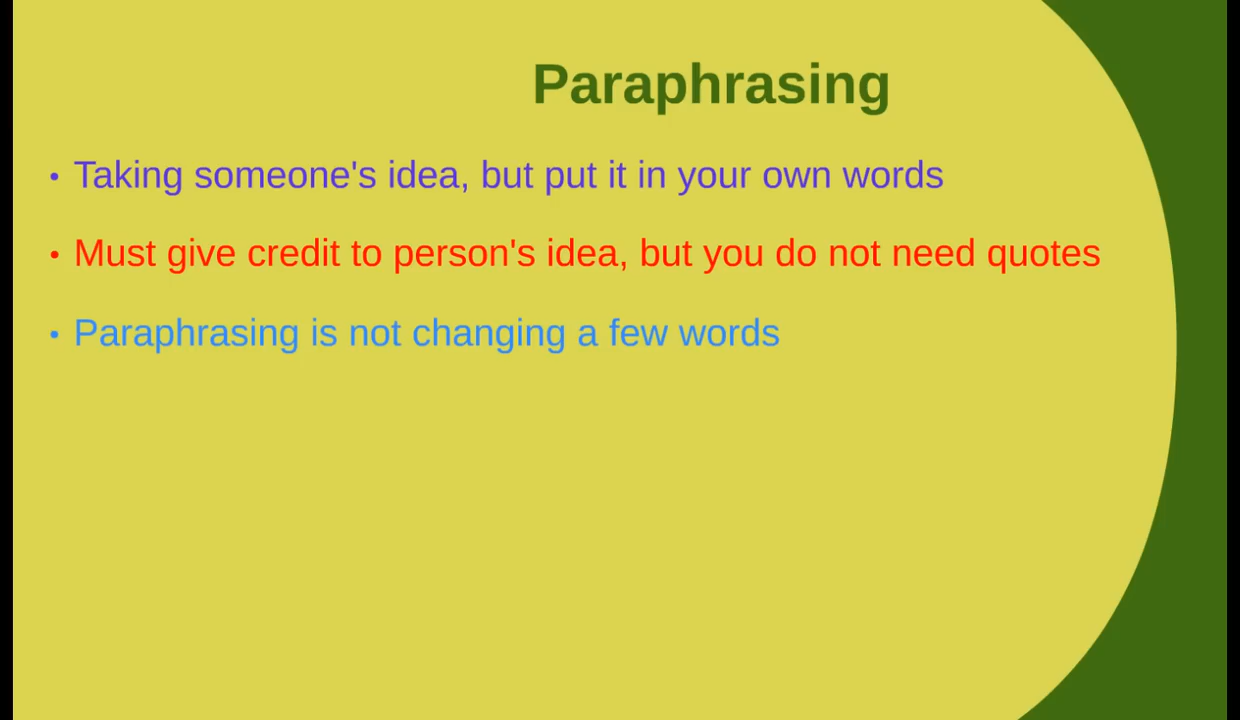 Paraphrasing
• Taking someone's idea, but put it in your own words
• Must give credit to person's idea, but you do not need quotes
• Paraphrasing is not changing a few words